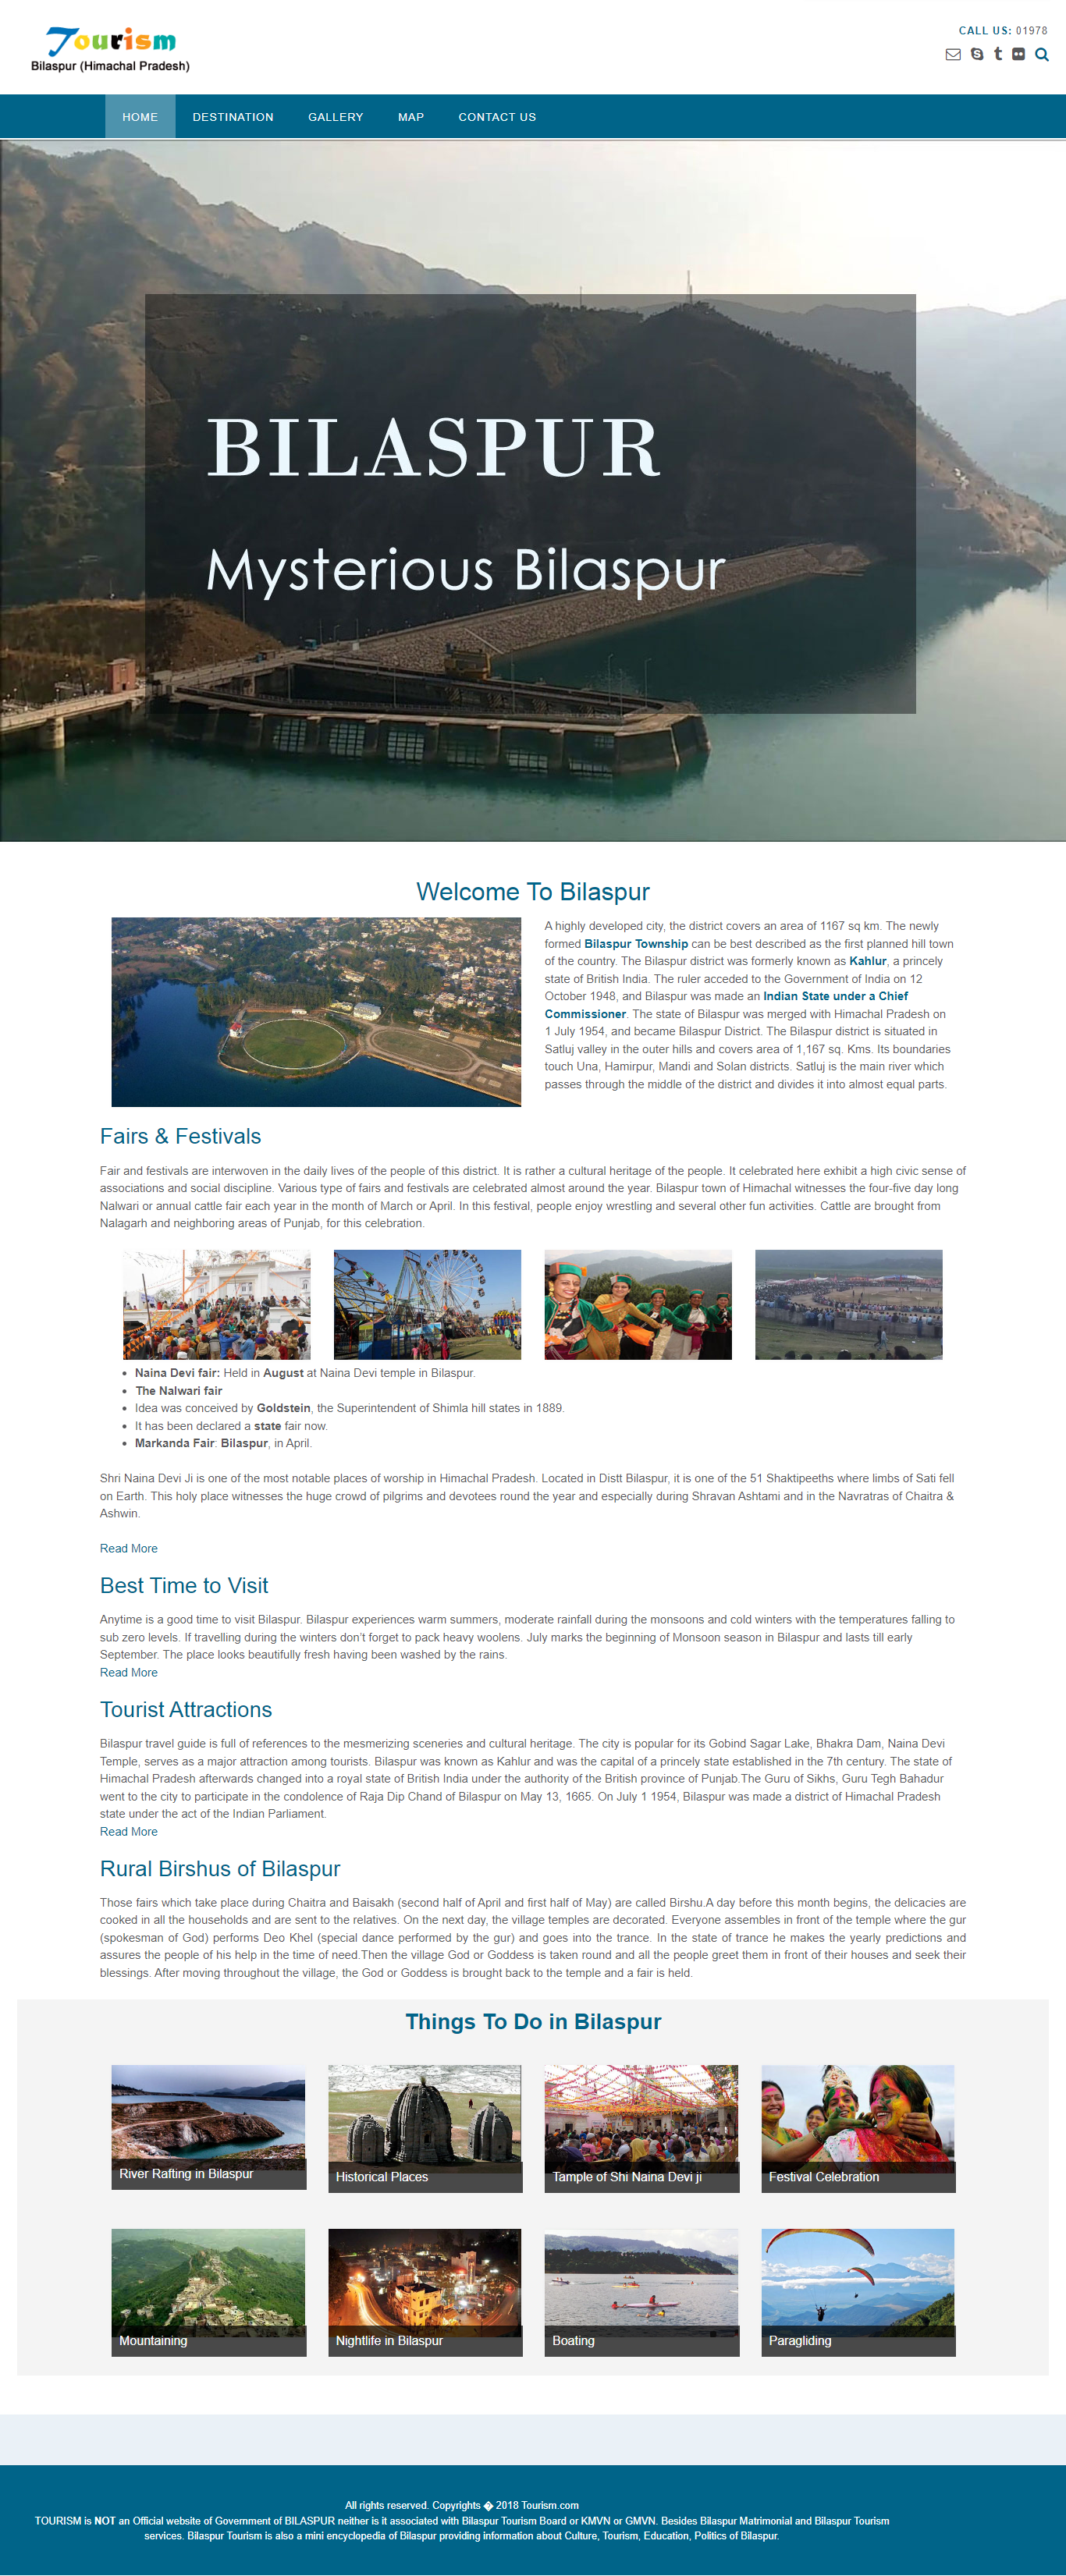 Tourism
Bilaspur (Himachal Pradesh)
CALL US: 01978
HOME
DESTINATION
GALLERY
MAP
CONTACT US
BILASPUR
Mysterious Bilaspur
Welcome To Bilaspur
A highly developed city, the district covers an area of 1167 sq km. The newly
formed Bilaspur Township can be best described as the first planned hill town
of the country. The Bilaspur district was formerly known as Kahlur, a princely
state of British India. The ruler acceded to the Government of India on 12
October 1948, and Bilaspur was made an Indian State under a Chief
Commissioner. The state of Bilaspur was merged with Himachal Pradesh on
1 July 1954, and became Bilaspur District. The Bilaspur district is situated in
Satluj valley in the outer hills and covers area of 1,167 sq. Kms. Its boundaries
touch Una, Hamirpur, Mandi and Solan districts. Satluj is the main river which
passes through the middle of the district and divides it into almost equal parts.
Fairs & Festivals
Fair and festivals are interwoven in the daily lives of the people of this district. It is rather a cultural heritage of the people. It celebrated here exhibit a high civic sense of
associations and social discipline. Various type of fairs and festivals are celebrated almost around the year. Bilaspur town of Himachal witnesses the four-five day long
Nalwari or annual cattle fair each year in the month of March or April. In this festival, people enjoy wrestling and several other fun activities. Cattle are brought from
Nalagarh and neighboring areas of Punjab, for this celebration.
• Naina Devi fair: Held in August at Naina Devi temple in Bilaspur.
• The Nalwari fair
• Idea was conceived by Goldstein, the Superintendent of Shimla hill states in 1889.
• It has been declared a state fair now.
• Markanda Fair: Bilaspur, in April.
Shri Naina Devi Ji is one of the most notable places of worship in Himachal Pradesh. Located in Distt Bilaspur, it is one of the 51 Shaktipeeths where limbs of Sati fell
on Earth. This holy place witnesses the huge crowd of pilgrims and devotees round the year and especially during Shravan Ashtami and in the Navratras of Chaitra &
Ashwin.
Read More
Best Time to Visit
Anytime is a good time to visit Bilaspur. Bilaspur experiences warm summers, moderate rainfall during the monsoons and cold winters with the temperatures falling to
sub zero levels. If travelling during the winters don't forget to pack heavy woolens. July marks the beginning of Monsoon season in Bilaspur and lasts till early
September. The place looks beautifully fresh having been washed by the rains.
Read More
Tourist Attractions
Bilaspur travel guide is full of references to the mesmerizing sceneries and cultural heritage. The city is popular for its Gobind Sagar Lake, Bhakra Dam, Naina Devi
Temple, serves as a major attraction among tourists. Bilaspur was known as Kahlur and was the capital of a princely state established in the 7th century. The state of
Himachal Pradesh afterwards changed into a royal state of British India under the authority of the British province of Punjab.The Guru of Sikhs, Guru Tegh Bahadur
went to the city to participate in the condolence of Raja Dip Chand of Bilaspur on May 13, 1665. On July 1 1954, Bilaspur was made a district of Himachal Pradesh
state under the act of the Indian Parliament.
Read More
Rural Birshus of Bilaspur
Those fairs which take place during Chaitra and Baisakh (second half of April and first half of May) are called Birshu.A day before this month begins, the delicacies are
cooked in all the households and are sent to the relatives. On the next day, the village temples are decorated. Everyone assembles in front of the temple where the gur
(spokesman of God) performs Deo Khel (special dance performed by the gur) and goes into the trance. In the state of trance he makes the yearly predictions and
assures the people of his help in the time of need.Then the village God or Goddess is taken round and all the people greet them in front of their houses and seek their
blessings. After moving throughout the village, the God or Goddess is brought back to the temple and a fair is held.
Things To Do in Bilaspur
River Rafting in Bilaspur
Historical Places
Tample of Shi Naina Devi ji
Festival Celebration
Mountaining
Nightlife in Bilaspur
Boating
Paragliding
All rights reserved. Copyrights � 2018 Tourism.com
TOURISM is NOT an Official website of Government of BILASPUR neither is it associated with Bilaspur Tourism Board or KMVN or GMVN. Besides Bilaspur Matrimonial and Bilaspur Tourism
services. Bilaspur Tourism is also a mini encyclopedia of Bilaspur providing information about Culture, Tourism, Education, Politics of Bilaspur.